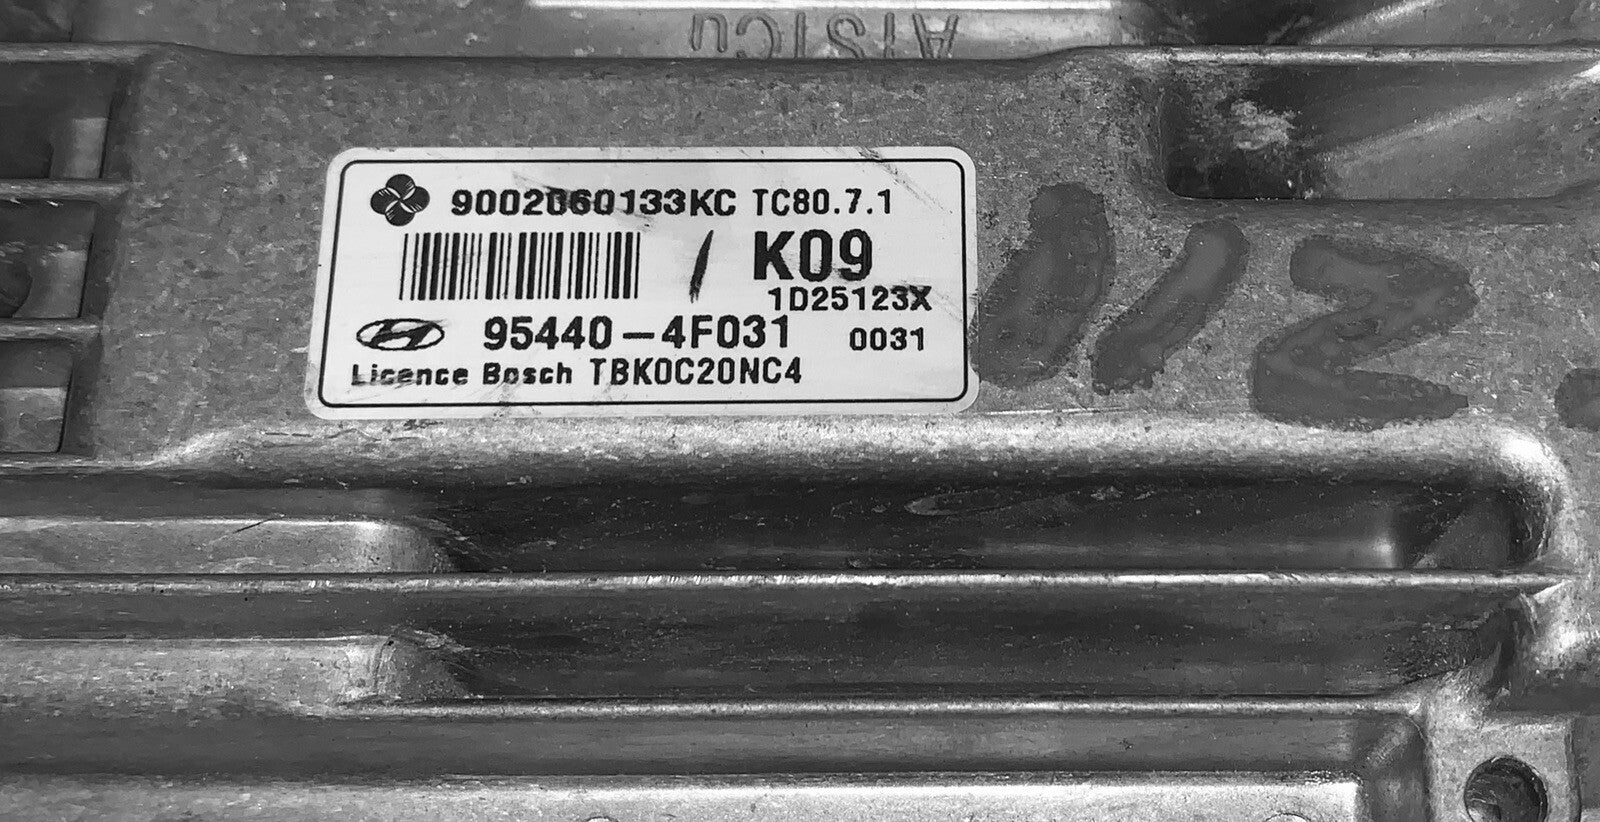 9002060133KC TC80.7.1
K09
1D25123X
95440-4F031 0031
Licence Bosch TBK0C20NC4